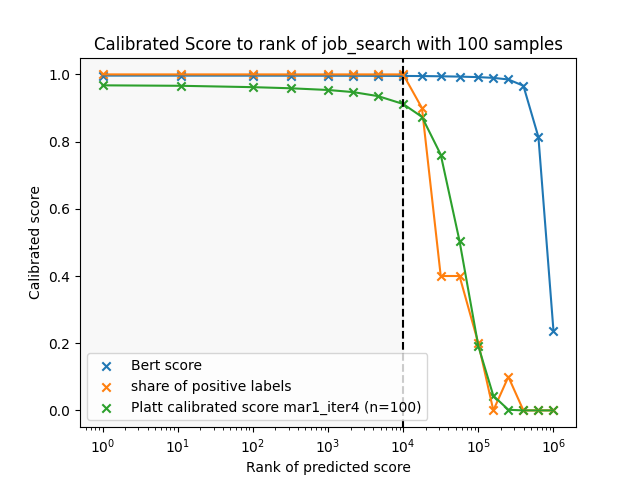 Calibrated Score to rank of job_search with 100 samples
Calibrated score
1.0
0.8
0.6
0.4
0.2
0.0
Bert score
share of positive labels
Platt calibrated score mar1_iter4 (n=100)
10⁰ 10¹ 10² 10³ 10⁴ 10⁵ 10⁶
Rank of predicted score